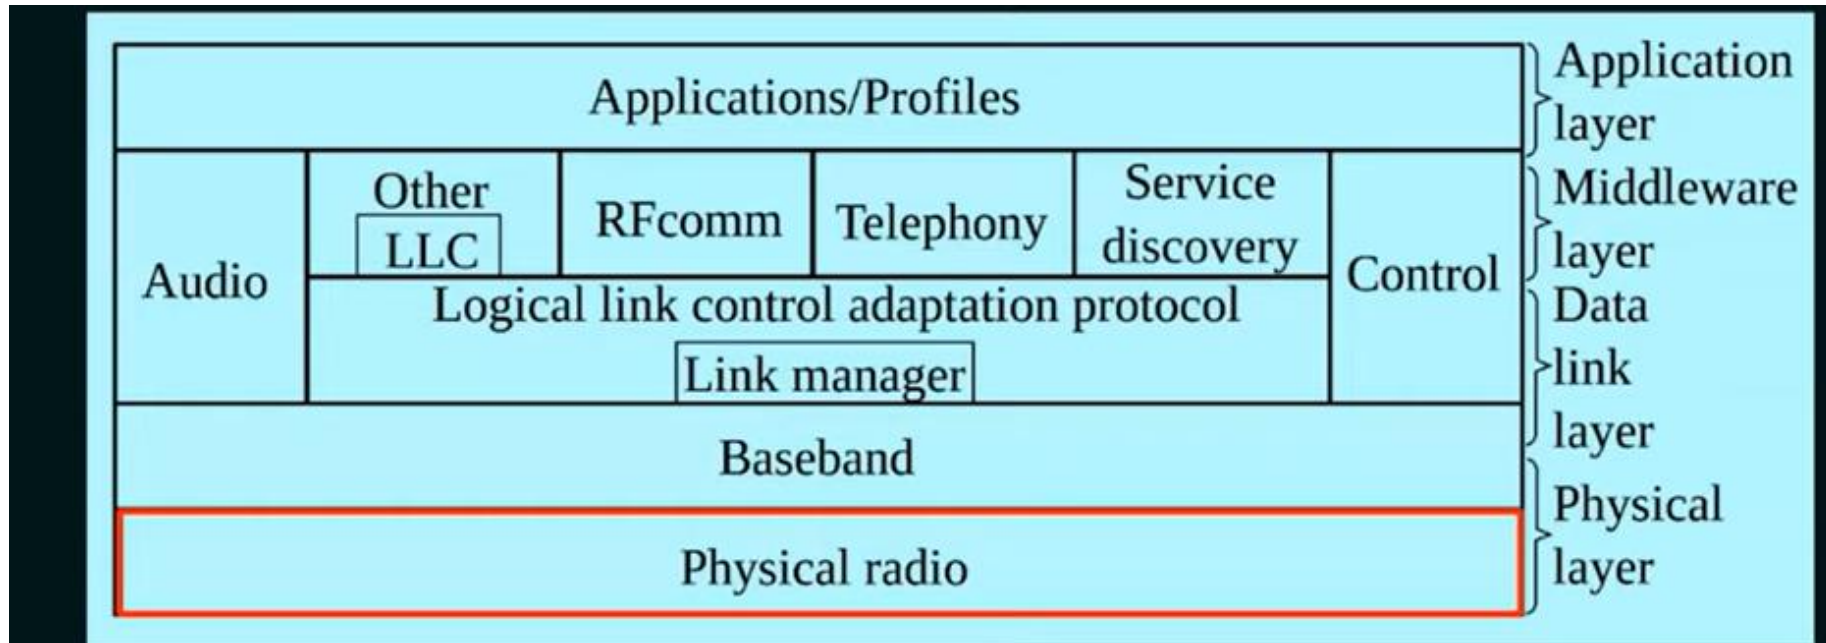 Applications/Profiles
Application
layer
Audio
Other
LLC
RFcomm
Telephony
Service
discovery
Control
Middleware
layer
Logical link control adaptation protocol
Link manager
Data
link
layer
Baseband
Physical radio
Physical
layer